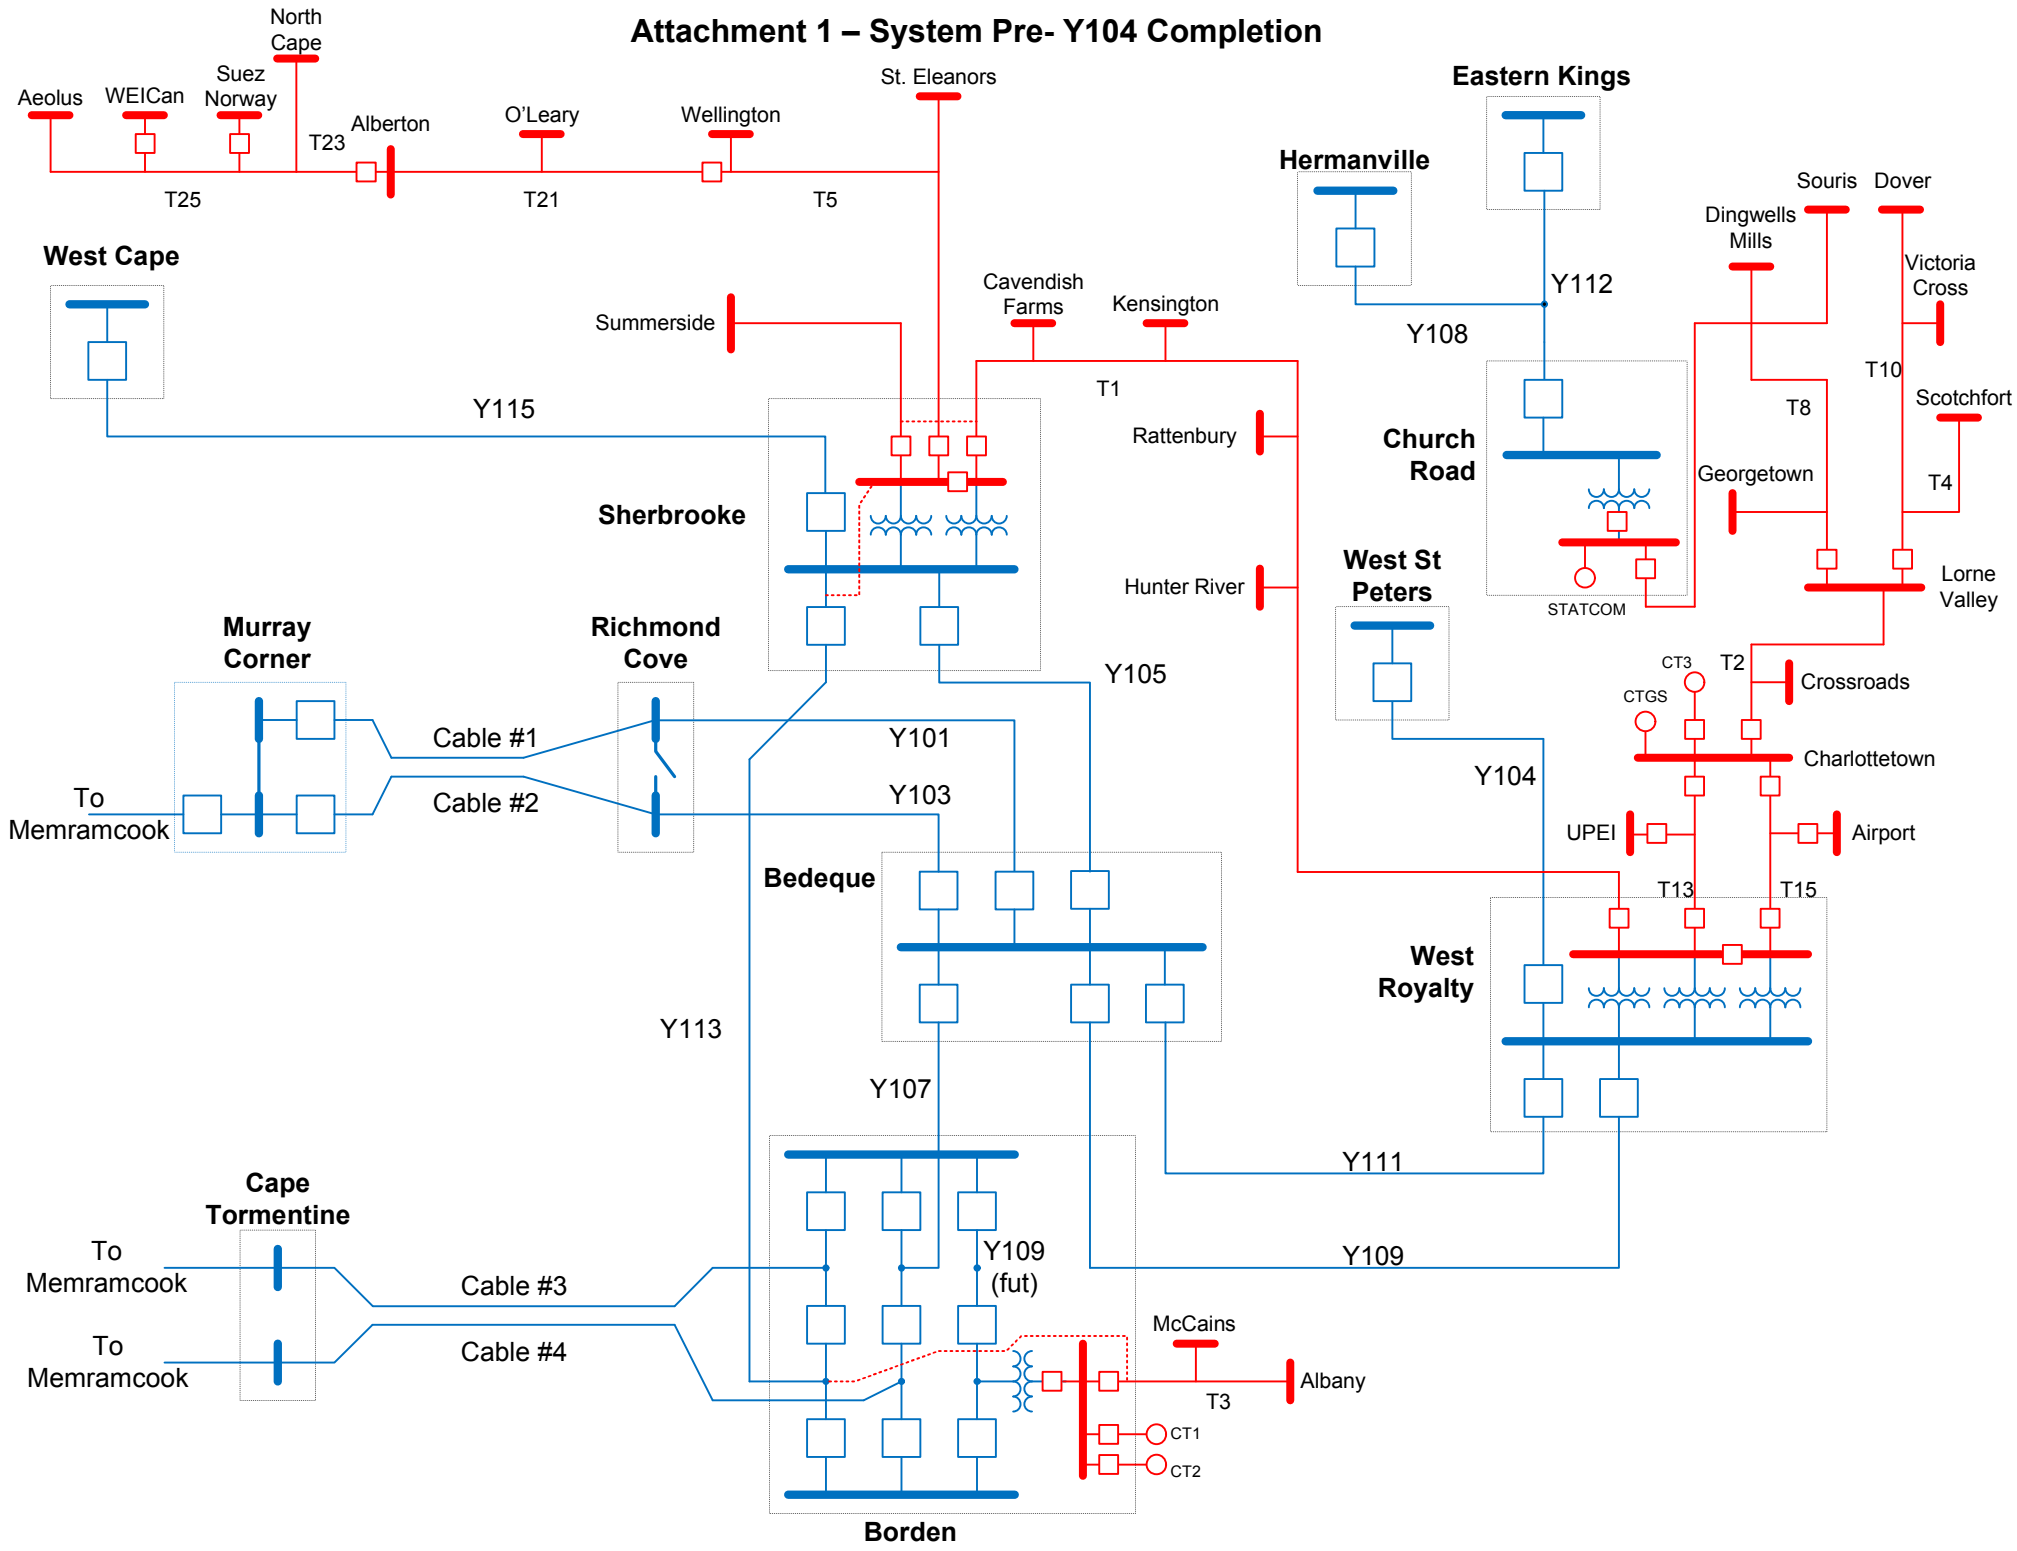 Attachment 1 – System Pre- Y104 Completion
North
Cape
Aeolus
WEICan
Suez
Norway
T23
Alberton
O'Leary
Wellington
St. Eleanors
T25
T21
T5
Eastern Kings
Hermanville
Souris
Dover
Dingwells
Mills
Victoria
Cross
West Cape
Y112
Y108
Summerside
Cavendish
Farms
Kensington
T1
T10
T8
Scotchfort
Y115
Rattenbury
Church
Road
Georgetown
T4
Sherbrooke
Hunter River
West St
Peters
STATCOM
Lorne
Valley
Murray
Corner
Richmond
Cove
Y105
T2
CT3
CTGS
Crossroads
Cable #1
Y101
Y104
Charlottetown
To
Memramcook
Cable #2
Y103
UPEI
Airport
Bedeque
T13
T15
West
Royalty
Y113
Y107
Y111
Cape
Tormentine
To
Memramcook
Cable #3
Y109
(fut)
Y109
To
Memramcook
Cable #4
McCains
Albany
T3
CT1
CT2
Borden